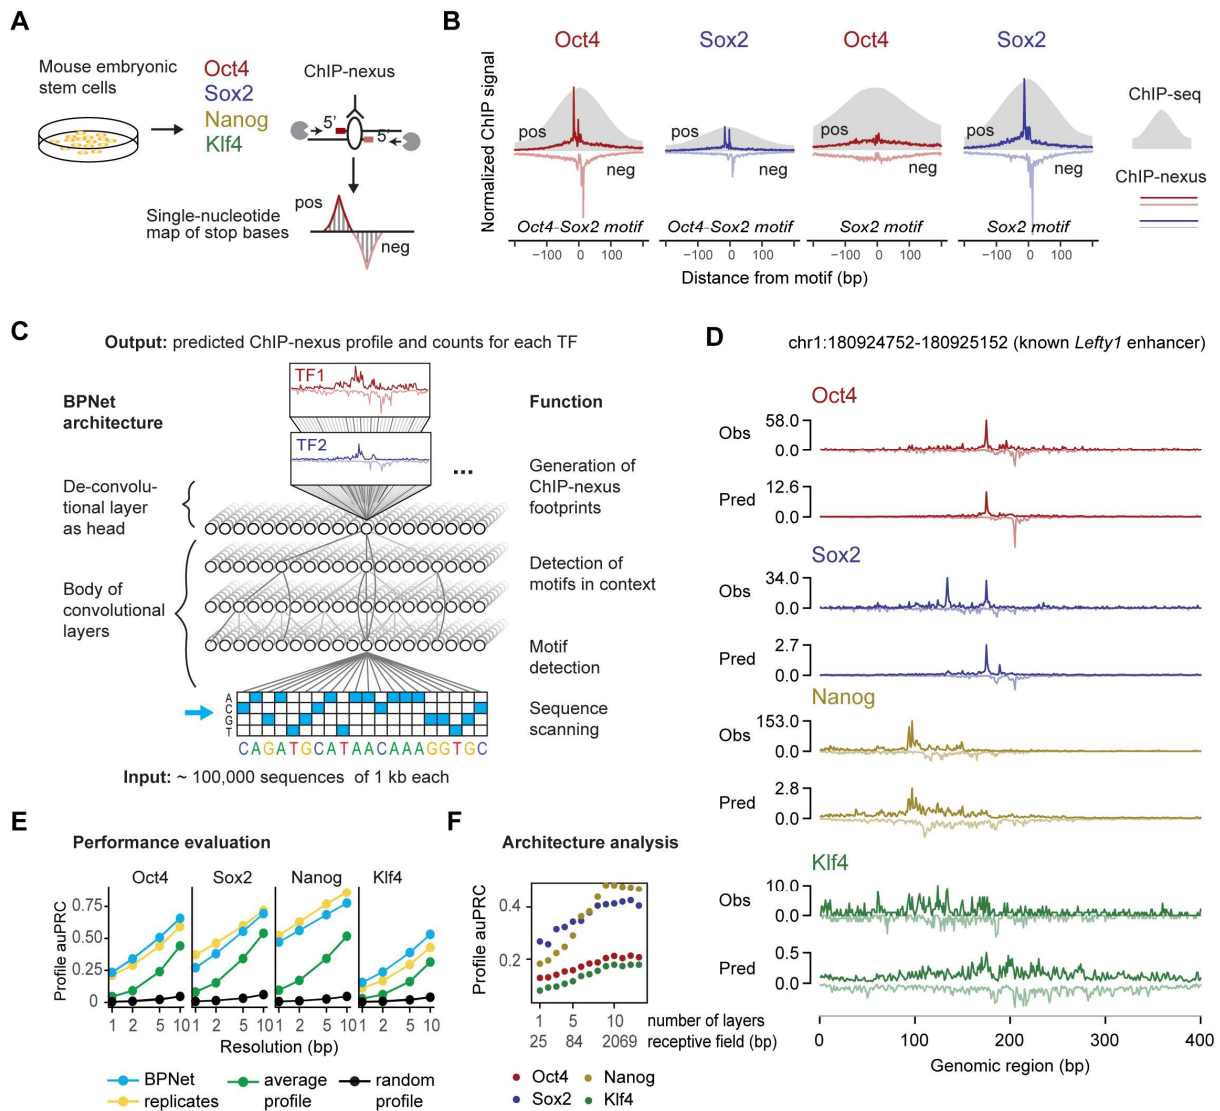 A
Mouse embryonic
stem cells
Oct4
Sox2
Nanog
Klf4
ChIP-nexus
5’
5’
pos
Single-nucleotide
map of stop bases
neg
B
Normalized ChIP signal
Oct4
Sox2
Oct4
Sox2
pos
neg
Oct4-Sox2 motif
pos
neg
Oct4-Sox2 motif
pos
neg
Sox2 motif
pos
neg
Sox2 motif
−100 0 100
−100 0 100
−100 0 100
−100 0 100
Distance from motif (bp)
ChIP-seq
ChIP-nexus
C
Output: predicted ChIP-nexus profile and counts for each TF
BPNet
architecture
TF1
TF2
...
Function
De-convolu-
tional layer
as head
Generation of
ChIP-nexus
footprints
Body of
convolutional
layers
Detection of
motifs in context
Motif
detection
A
C
G
T
Sequence
scanning
CAGATGCATAACAAAGGTGC
Input: ~ 100,000 sequences of 1 kb each
D
chr1:180924752-180925152 (known Lefty1 enhancer)
Oct4
Obs
58.0
0.0
Pred
12.6
0.0
Sox2
Obs
34.0
0.0
Pred
2.7
0.0
Nanog
Obs
153.0
0.0
Pred
2.8
0.0
Klf4
Obs
10.0
0.0
Pred
0.5
0.0
0 100 200 300 400
Genomic region (bp)
E
Performance evaluation
Oct4 Sox2 Nanog Klf4
Profile auPRC
0.75
0.50
0.25
0
1 2 5 10 1 2 5 10 1 2 5 10 1 2 5 10
Resolution (bp)
BPNet
replicates
average
profile
random
profile
F
Architecture analysis
Profile auPRC
0.4
0.2
1 5 10 number of layers
25 84 2069 receptive field (bp)
Oct4
Sox2
Nanog
Klf4